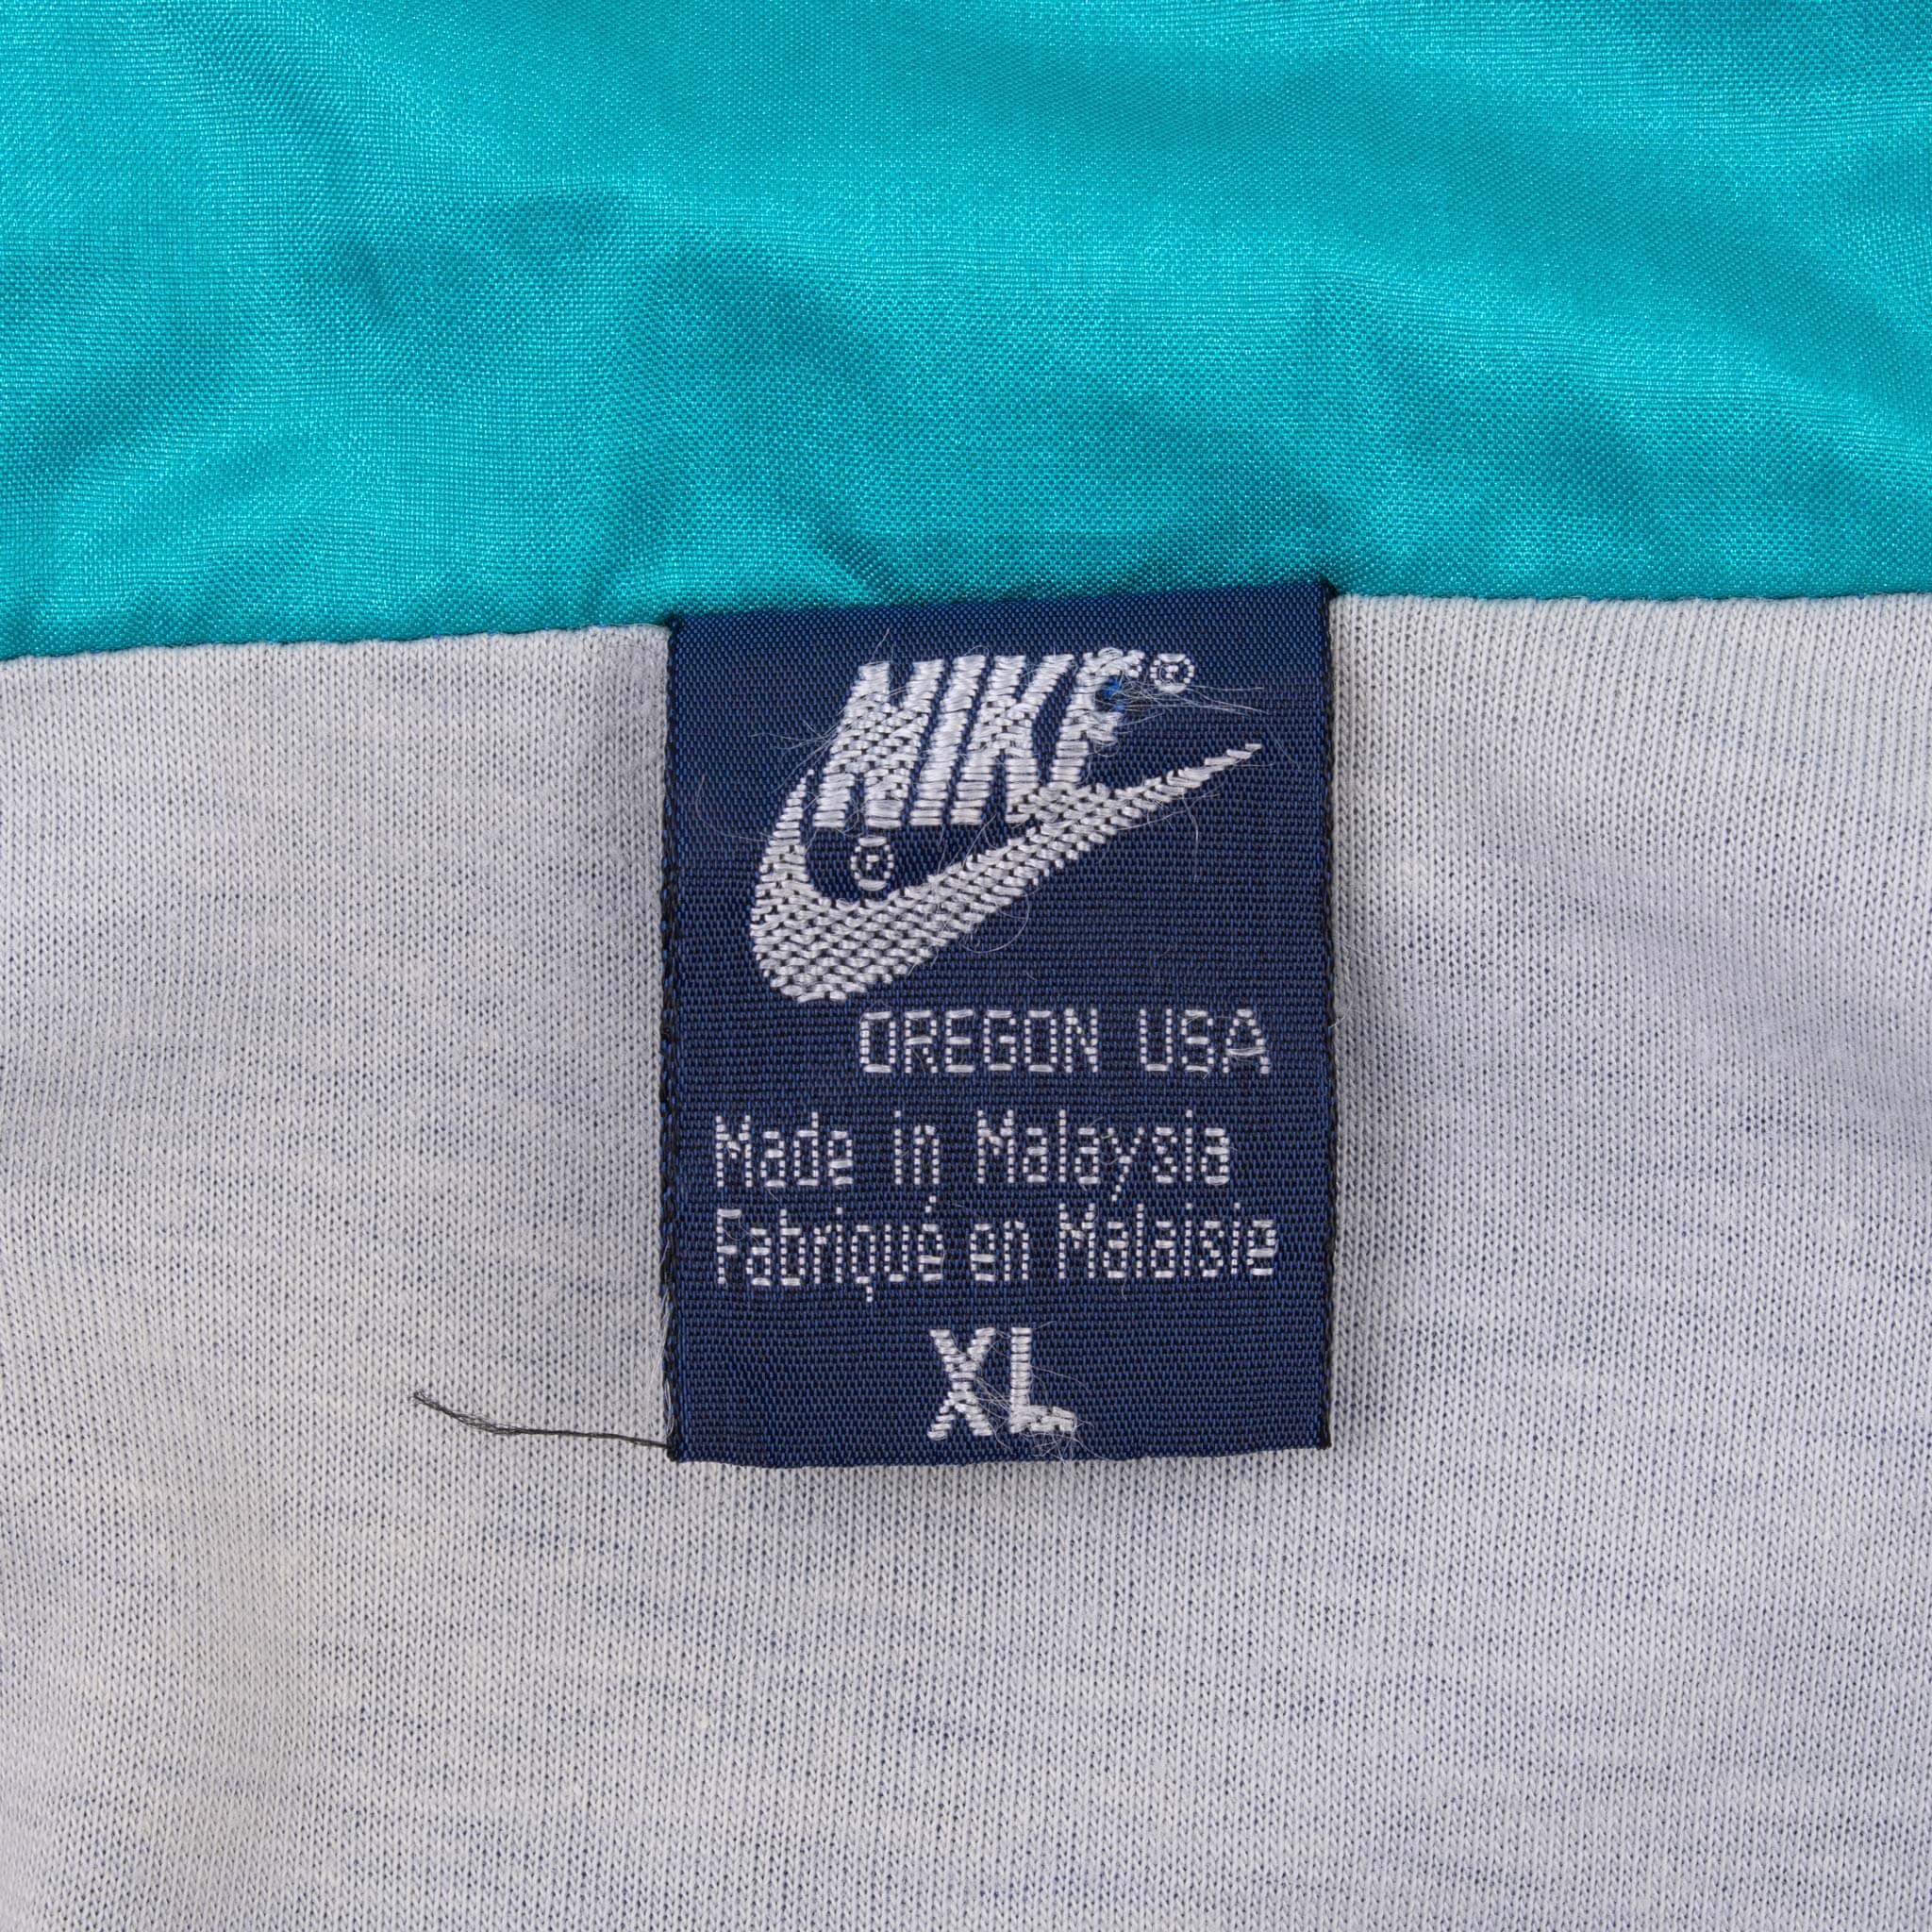 NIKE®
®
OREGON USA
Made in Malaysia
Fabriqué en Malaisie
XL